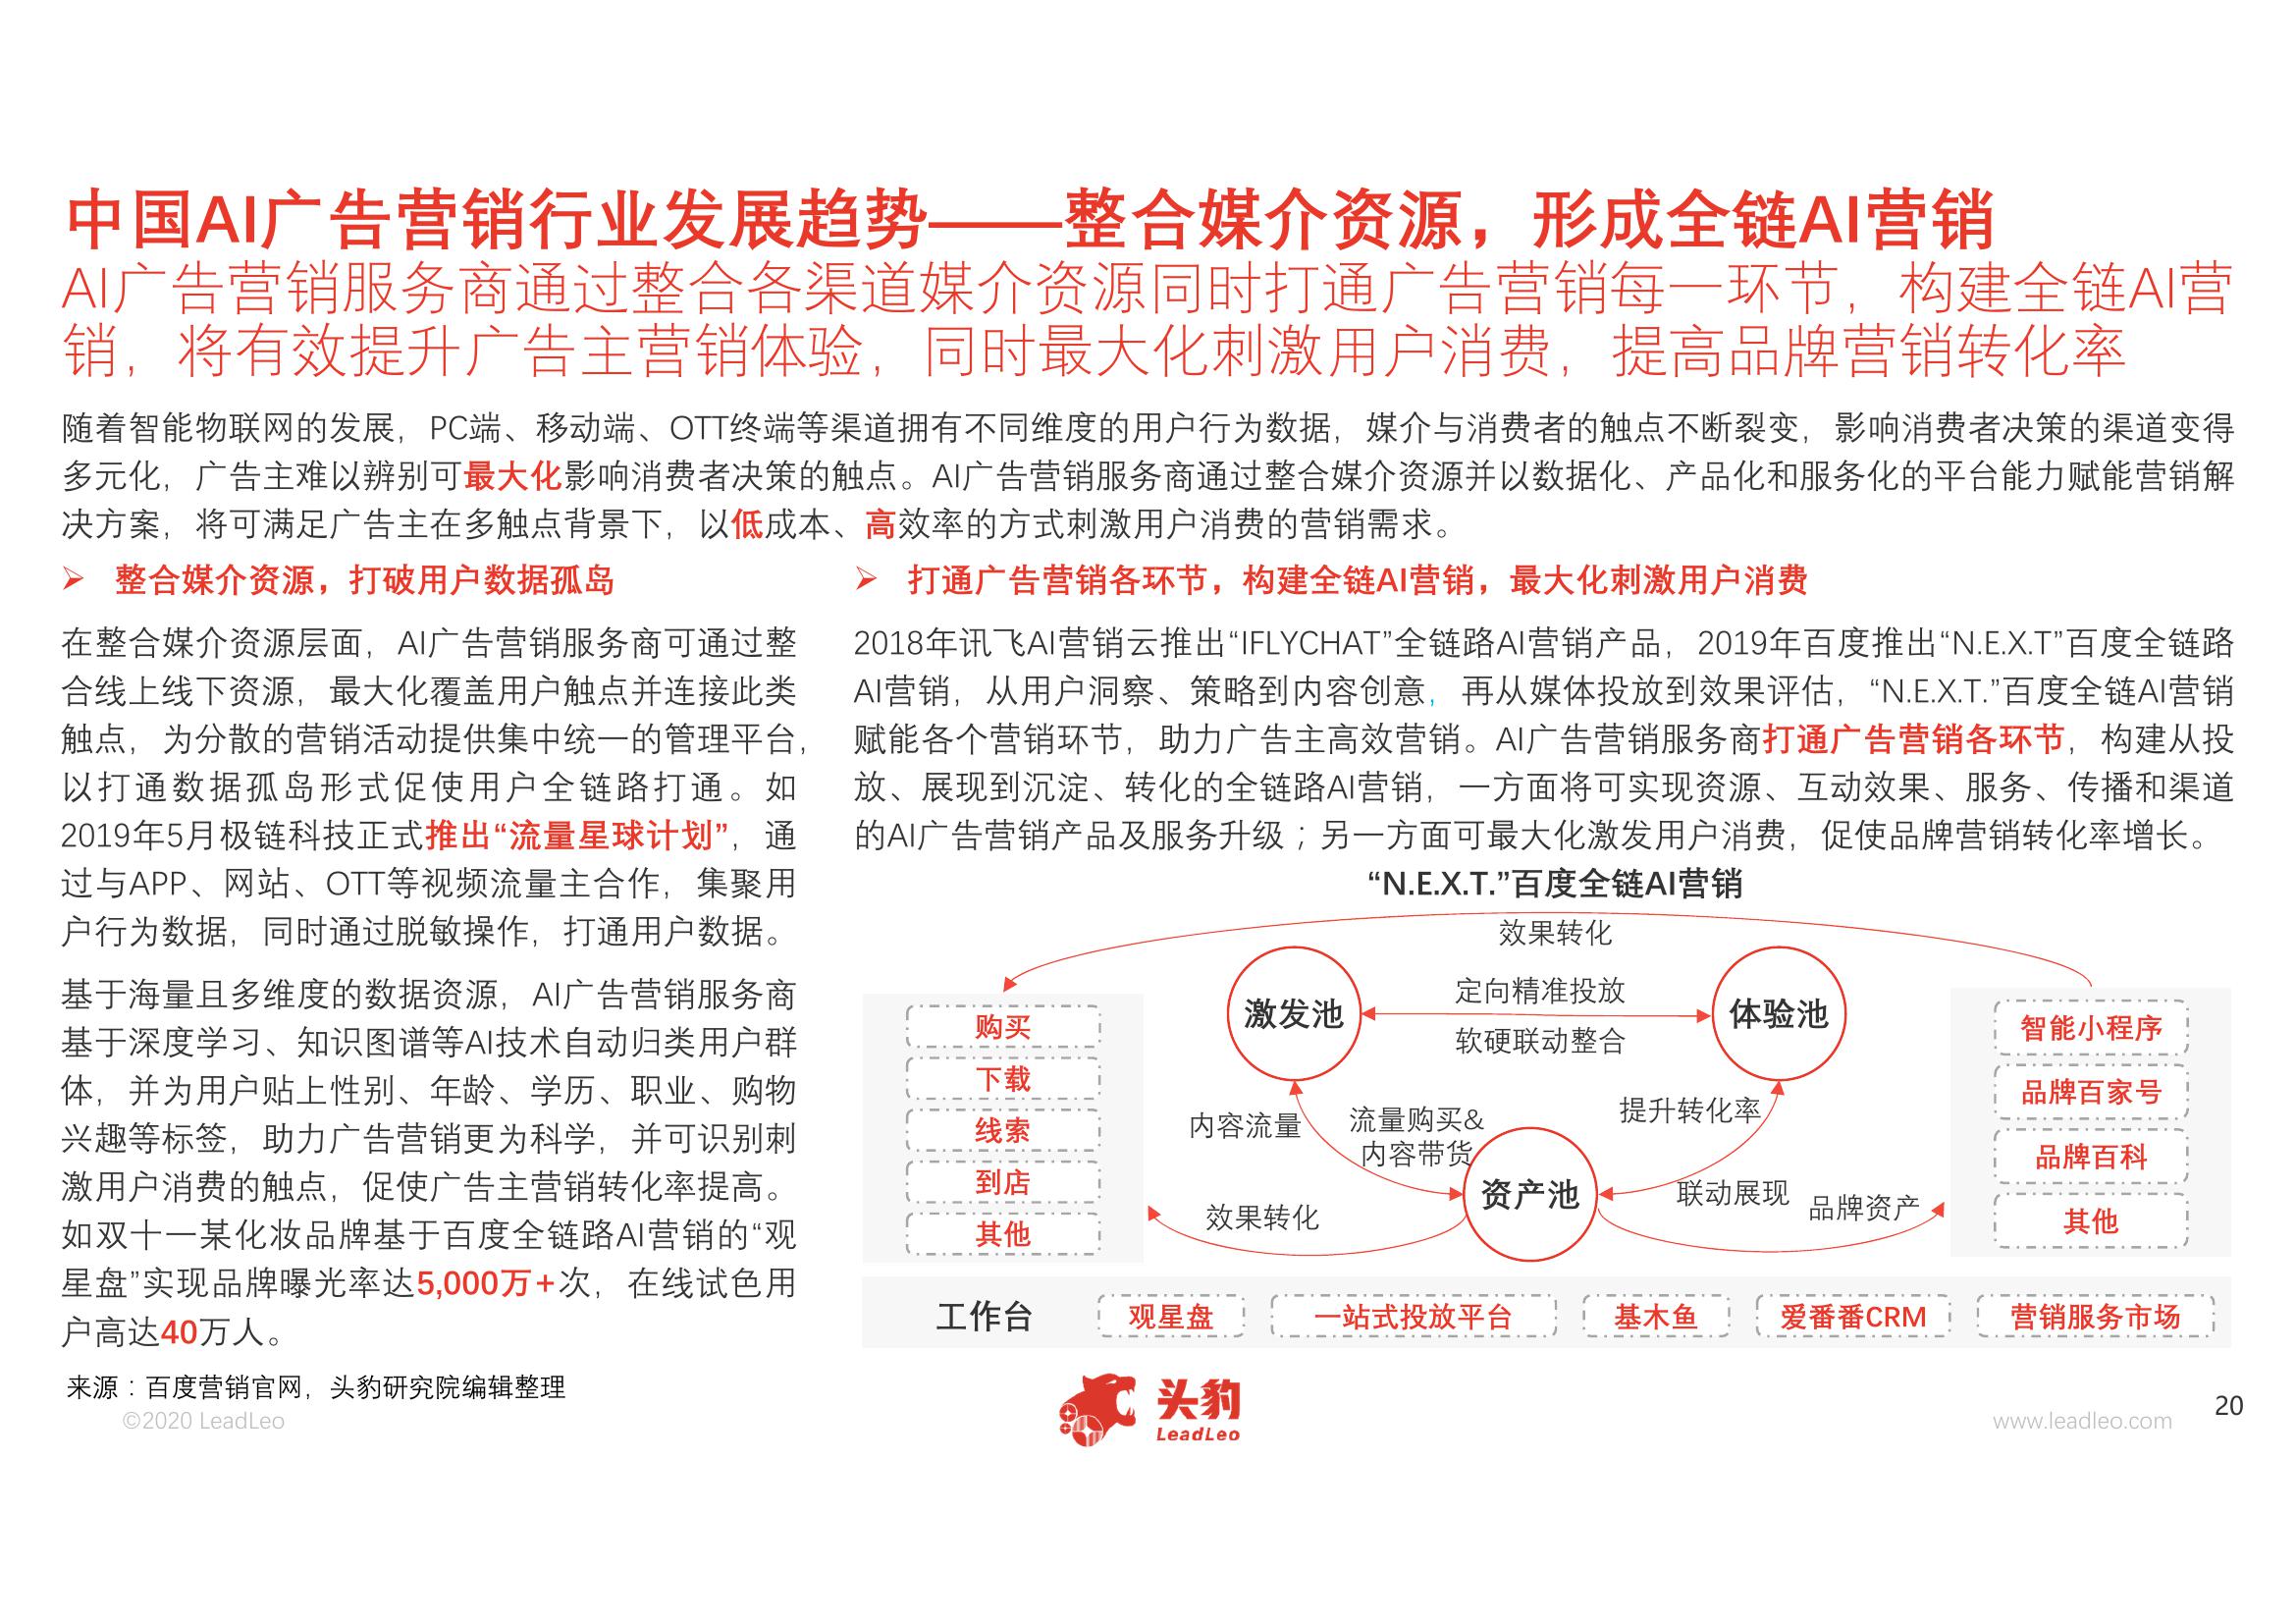 中国AI广告营销行业发展趋势——整合媒介资源，形成全链AI营销
AI广告营销服务商通过整合各渠道媒介资源同时打通广告营销每一环节，构建全链AI营
销，将有效提升广告主营销体验，同时最大化刺激用户消费，提高品牌营销转化率
随着智能物联网的发展，PC端、移动端、OTT终端等渠道拥有不同维度的用户行为数据，媒介与消费者的触点不断裂变，影响消费者决策的渠道变得
多元化，广告主难以辨别可最大化影响消费者决策的触点。AI广告营销服务商通过整合媒介资源并以数据化、产品化和服务化的平台能力赋能营销解
决方案，将可满足广告主在多触点背景下，以低成本、高效率的方式刺激用户消费的营销需求。
➢ 整合媒介资源，打破用户数据孤岛
在整合媒介资源层面，AI广告营销服务商可通过整
合线上线下资源，最大化覆盖用户触点并连接此类
触点，为分散的营销活动提供集中统一的管理平台，
以打通数据孤岛形式促使用户全链路打通。如
2019年5月极链科技正式推出“流量星球计划”，通
过与APP、网站、OTT等视频流量主合作，集聚用
户行为数据，同时通过脱敏操作，打通用户数据。
基于海量且多维度的数据资源，AI广告营销服务商
基于深度学习、知识图谱等AI技术自动归类用户群
体，并为用户贴上性别、年龄、学历、职业、购物
兴趣等标签，助力广告营销更为科学，并可识别刺
激用户消费的触点，促使广告主营销转化率提高。
如双十一某化妆品牌基于百度全链路AI营销的“观
星盘”实现品牌曝光率达5,000万+次，在线试色用
户高达40万人。
➢ 打通广告营销各环节，构建全链AI营销，最大化刺激用户消费
2018年讯飞AI营销云推出“IFLYCHAT”全链路AI营销产品，2019年百度推出“N.E.X.T”百度全链路
AI营销，从用户洞察、策略到内容创意，再从媒体投放到效果评估，“N.E.X.T.”百度全链AI营销
赋能各个营销环节，助力广告主高效营销。AI广告营销服务商打通广告营销各环节，构建从投
放、展现到沉淀、转化的全链路AI营销，一方面将可实现资源、互动效果、服务、传播和渠道
的AI广告营销产品及服务升级；另一方面可最大化激发用户消费，促使品牌营销转化率增长。
“N.E.X.T.”百度全链AI营销
效果转化
购买
下载
线索
到店
其他
激发池
定向精准投放
软硬联动整合
体验池
内容流量
流量购买&
内容带货
提升转化率
资产池
效果转化
联动展现
品牌资产
智能小程序
品牌百家号
品牌百科
其他
工作台
观星盘
一站式投放平台
基木鱼
爱番番CRM
营销服务市场
来源：百度营销官网，头豹研究院编辑整理
©2020 LeadLeo
头豹
LeadLeo
www.leadleo.com
20